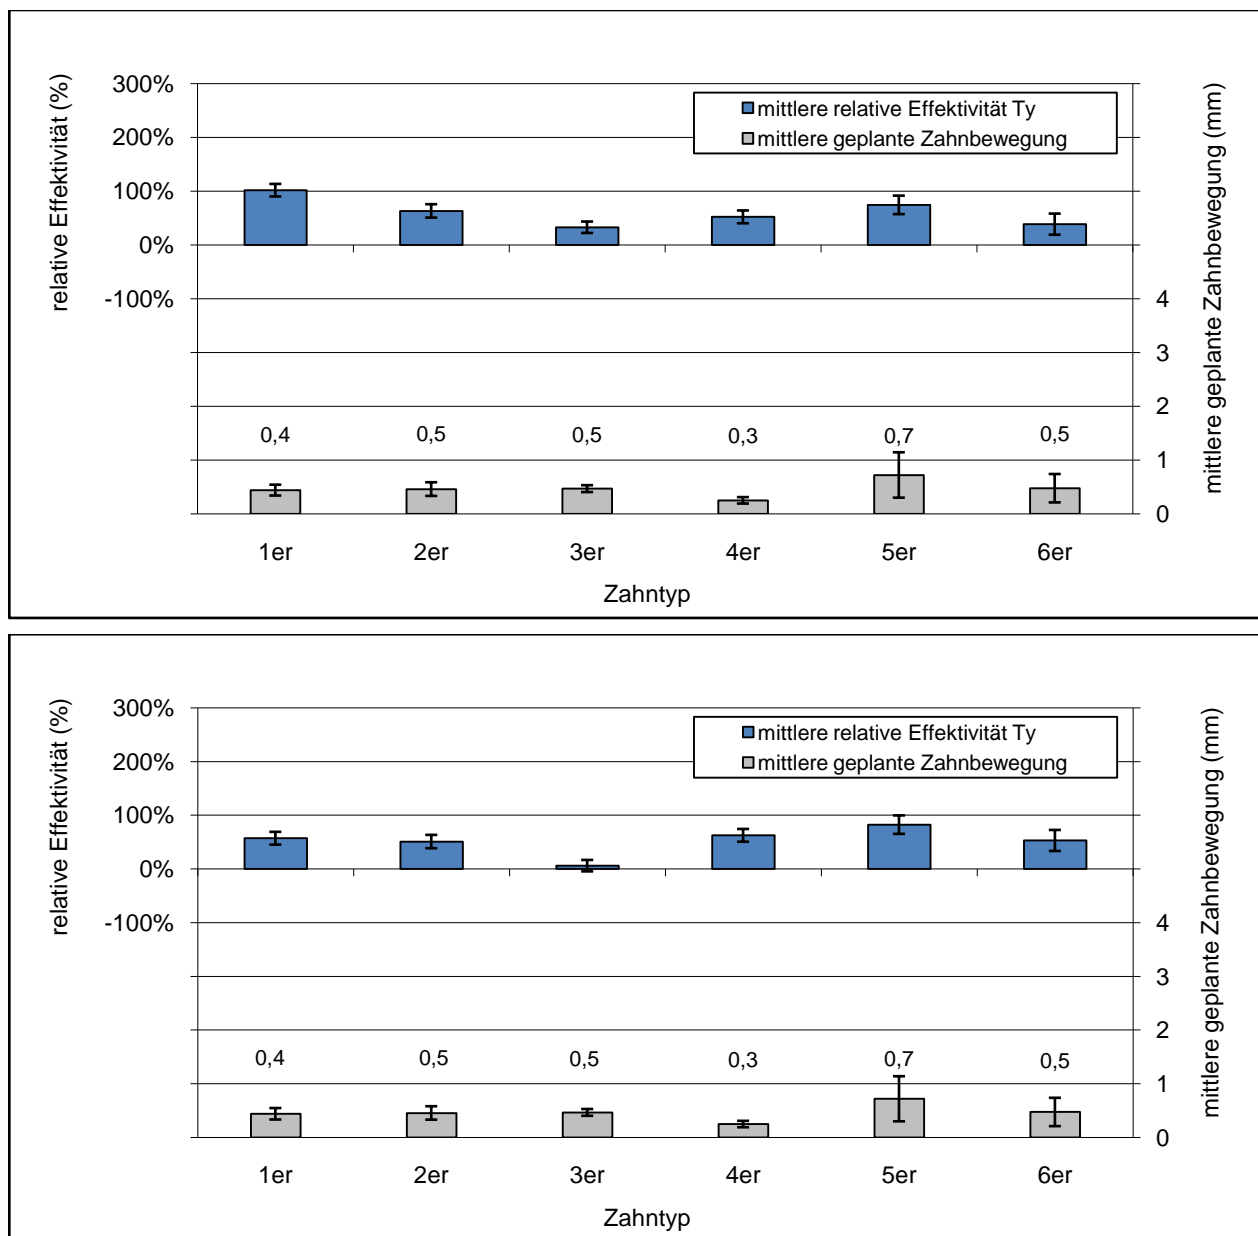 relative Effektivität (%)
300%
200%
100%
0%
-100%
mittlere relative Effektivität Ty
mittlere geplante Zahnbewegung
4
3
2
1
0
mittlere geplante Zahnbewegung (mm)
0,4 0,5 0,5 0,3 0,7 0,5
1er 2er 3er 4er 5er 6er
Zahntyp
relative Effektivität (%)
300%
200%
100%
0%
-100%
mittlere relative Effektivität Ty
mittlere geplante Zahnbewegung
4
3
2
1
0
mittlere geplante Zahnbewegung (mm)
0,4 0,5 0,5 0,3 0,7 0,5
1er 2er 3er 4er 5er 6er
Zahntyp